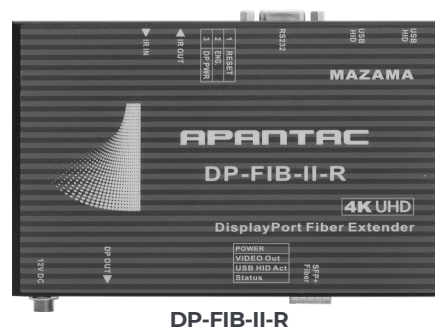 IR IN
IR OUT
3 DP PWR
2 ENG.
1 RESET
RS232
USB HID
USB HID
MAZAMA
APANTAC
DP-FIB-II-R
4K UHD
DisplayPort Fiber Extender
12V DC
DP OUT
POWER
VIDEO Out
USB HID Act
Status
SFP+
Fiber
DP-FIB-II-R